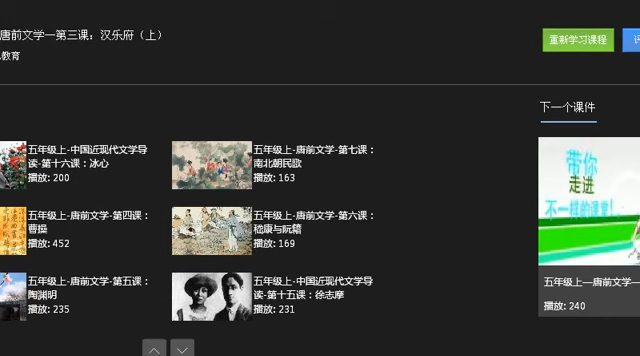 唐前文学—第三课：汉乐府（上）
重新学习课程
教育
下一个课件
五年级上-中国近现代文学导
读-第十六课：冰心
播放: 200
五年级上-唐前文学-第七课：
南北朝民歌
播放: 163
五年级上-唐前文学-第四课：
曹操
播放: 452
五年级上-唐前文学-第六课：
嵇康与阮籍
播放: 169
五年级上-唐前文学-第五课：
陶渊明
播放: 235
五年级上-中国近现代文学导
读-第十五课：徐志摩
播放: 231
带你
走进
不一样的课堂！
五年级上—唐前文学—
播放: 240